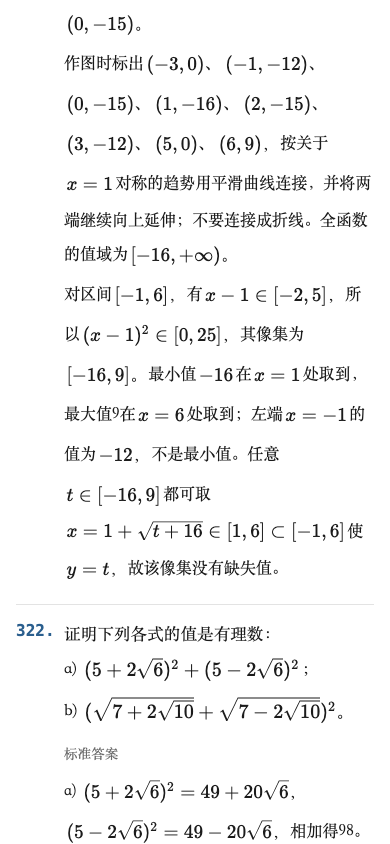 (0, −15)。
作图时标出(−3, 0)、(−1, −12)、
(0, −15)、(1, −16)、(2, −15)、
(3, −12)、(5, 0)、(6, 9)，按关于
x = 1对称的趋势用平滑曲线连接，并将两
端继续向上延伸；不要连接成折线。全函数
的值域为[−16, +∞)。
对区间[−1, 6]，有x − 1 ∈ [−2, 5]，所
以(x − 1)² ∈ [0, 25]，其像集为
[−16, 9]。最小值−16在x = 1处取到，
最大值9在x = 6处取到；左端x = −1的
值为−12，不是最小值。任意
t ∈ [−16, 9]都可取
x = 1 + √(t + 16) ∈ [1, 6] ⊂ [−1, 6]使
y = t，故该像集没有缺失值。
322. 证明下列各式的值是有理数：
a) (5 + 2√6)² + (5 − 2√6)²；
b) (√(7 + 2√10) + √(7 − 2√10))²。
标准答案
a) (5 + 2√6)² = 49 + 20√6，
(5 − 2√6)² = 49 − 20√6，相加得98。